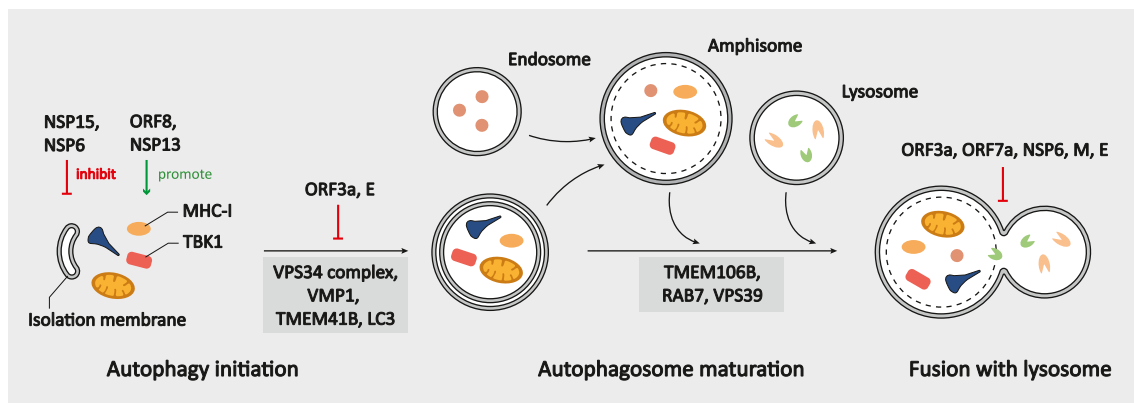 NSP15,
NSP6
inhibit
ORF8,
NSP13
promote
MHC-I
TBK1
Isolation membrane
Autophagy initiation
ORF3a, E
VPS34 complex,
VMP1,
TMEM41B, LC3
Endosome
Amphisome
Lysosome
TMEM106B,
RAB7, VPS39
Autophagosome maturation
ORF3a, ORF7a, NSP6, M, E
Fusion with lysosome